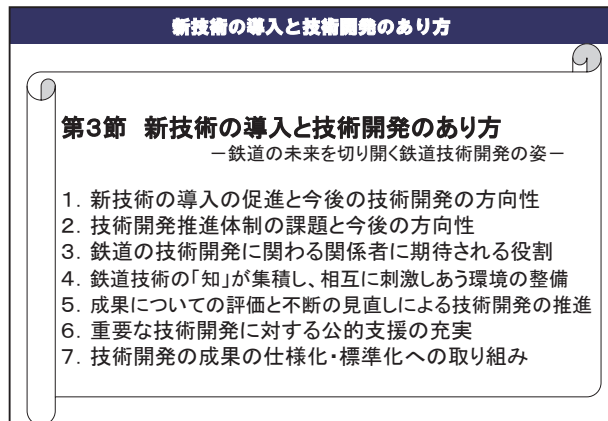 新技術の導入と技術開発のあり方
第3節 新技術の導入と技術開発のあり方
－鉄道の未来を切り開く鉄道技術開発の姿－
1．新技術の導入の促進と今後の技術開発の方向性
2．技術開発推進体制の課題と今後の方向性
3．鉄道の技術開発に関わる関係者に期待される役割
4．鉄道技術の「知」が集積し、相互に刺激しあう環境の整備
5．成果についての評価と不断の見直しによる技術開発の推進
6．重要な技術開発に対する公的支援の充実
7．技術開発の成果の仕様化・標準化への取り組み